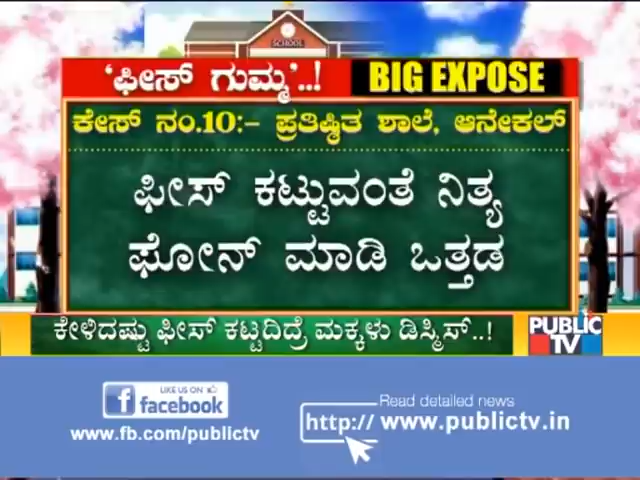 SCHOOL
'ಫೀಸ್ ಗುಮ್ಮ'..! BIG EXPOSE
ಕೇಸ್ ನಂ.10:- ಪ್ರತಿಷ್ಠಿತ ಶಾಲೆ, ಆನೇಕಲ್
ಫೀಸ್ ಕಟ್ಟುವಂತೆ ನಿತ್ಯ
ಫೋನ್ ಮಾಡಿ ಒತ್ತಡ
ಕೇಳಿದಷ್ಟು ಫೀಸ್ ಕಟ್ಟದಿದ್ರೆ ಮಕ್ಕಳು ಡಿಸ್ಮಿಸ್..!
PUBLIC
TV
LIKE US ON
facebook
www.fb.com/publictv
Read detailed news
http:// www.publictv.in